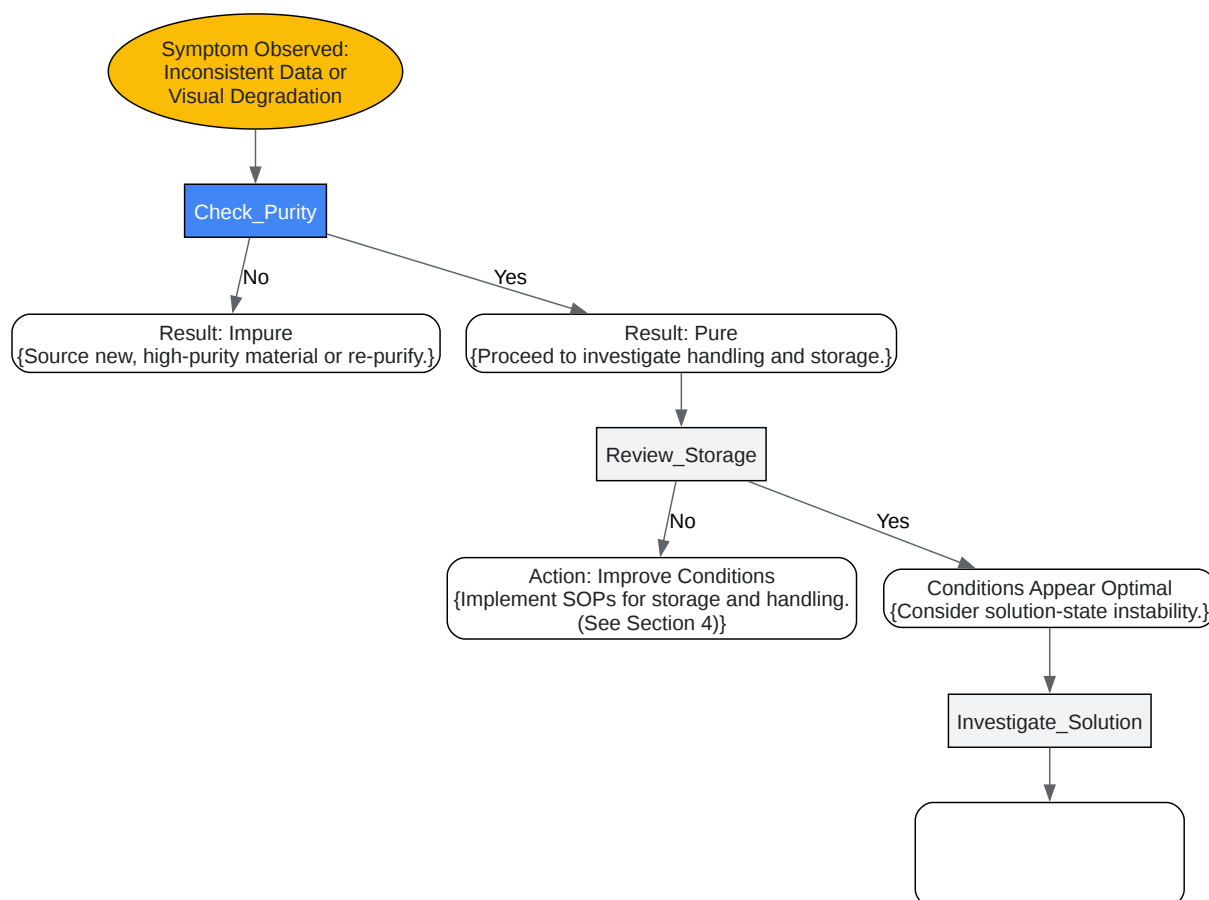 Symptom Observed:
Inconsistent Data or
Visual Degradation
Check_Purity
No
Yes
Result: Impure
{Source new, high-purity material or re-purify.}
Result: Pure
{Proceed to investigate handling and storage.}
Review_Storage
No
Yes
Action: Improve Conditions
{Implement SOPs for storage and handling.
(See Section 4)}
Conditions Appear Optimal
{Consider solution-state instability.}
Investigate_Solution